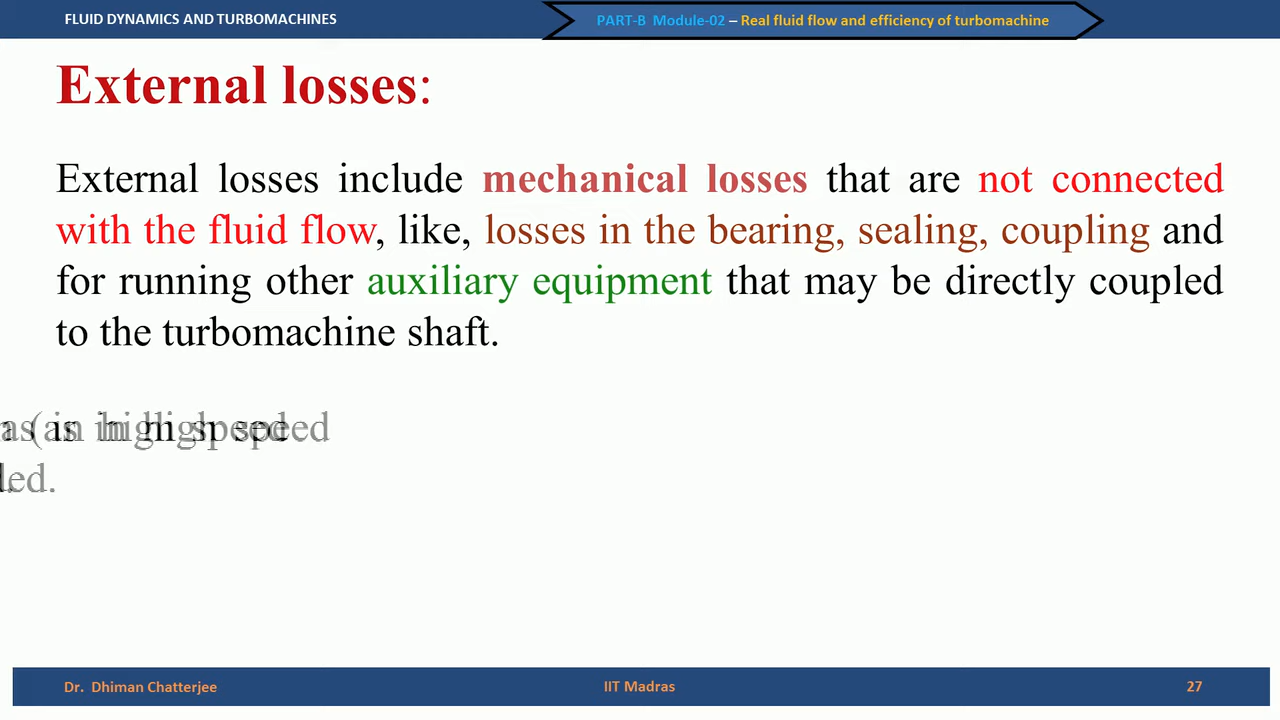 FLUID DYNAMICS AND TURBOMACHINES
PART-B Module-02 – Real fluid flow and efficiency of turbomachine
External losses:
External losses include mechanical losses that are not connected
with the fluid flow, like, losses in the bearing, sealing, coupling and
for running other auxiliary equipment that may be directly coupled
to the turbomachine shaft.
Dr. Dhiman Chatterjee
IIT Madras
27